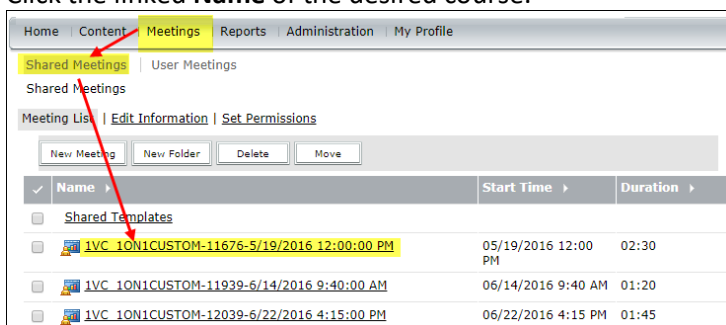 Click the linked Name of the desired course.
Home | Content | Meetings | Reports | Administration | My Profile
Shared Meetings | User Meetings
Shared Meetings
Meeting List | Edit Information | Set Permissions
New Meeting New Folder Delete Move
Name Start Time Duration
Shared Templates
1VC_1ON1CUSTOM-11676-5/19/2016 12:00:00 PM 05/19/2016 12:00 PM 02:30
1VC_1ON1CUSTOM-11939-6/14/2016 9:40:00 AM 06/14/2016 9:40 AM 01:20
1VC_1ON1CUSTOM-12039-6/22/2016 4:15:00 PM 06/22/2016 4:15 PM 01:45